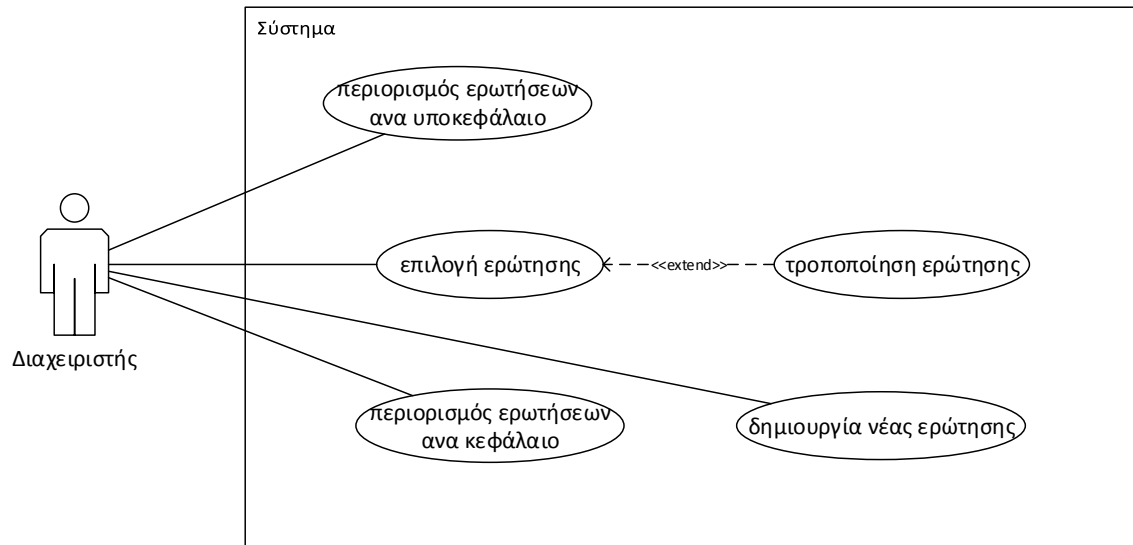 Σύστημα
περιορισμός ερωτήσεων
ανα υποκεφάλαιο
επιλογή ερώτησης
<<extend>>
τροποποίηση ερώτησης
Διαχειριστής
περιορισμός ερωτήσεων
ανα κεφάλαιο
δημιουργία νέας ερώτησης